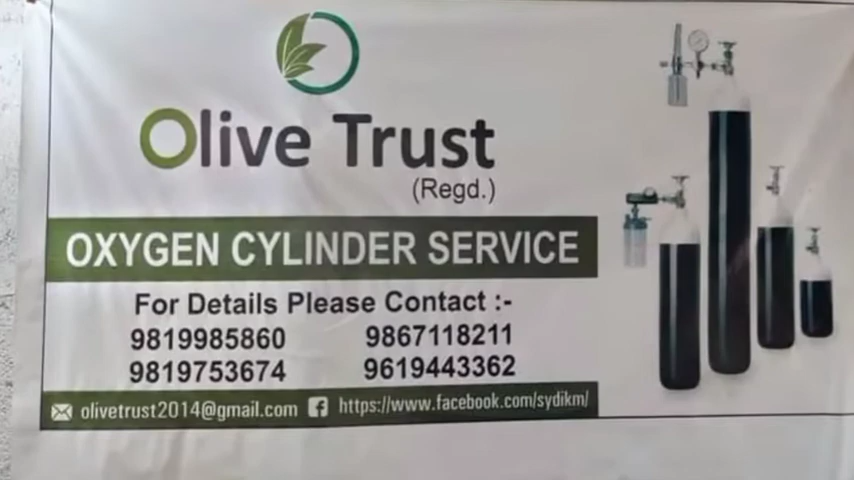 Olive Trust
(Regd.)
OXYGEN CYLINDER SERVICE
For Details Please Contact :-
9819985860 9867118211
9819753674 9619443362
olivetrust2014@gmail.com https://www.facebook.com/sydikm/